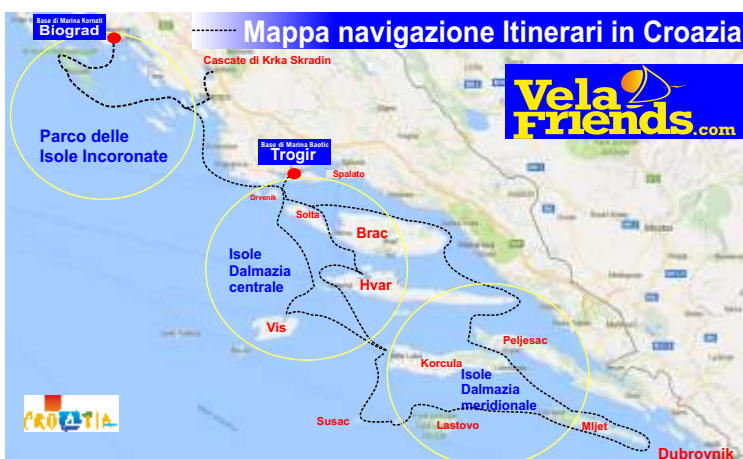 Base di Marina Kornati
Biograd
Mappa navigazione Itinerari in Croazia
Cascate di Krka Skradin
Vela
Friends.com
Parco delle
Isole Incoronate
Base di Marina Baotic
Trogir
Spalato
Drvenik
Solta
Brac
Isole
Dalmazia
centrale
Hvar
Vis
Peljesac
Korcula
Isole
Dalmazia
meridionale
CROATIA
Susac
Lastovo
Mljet
Dubrovnik